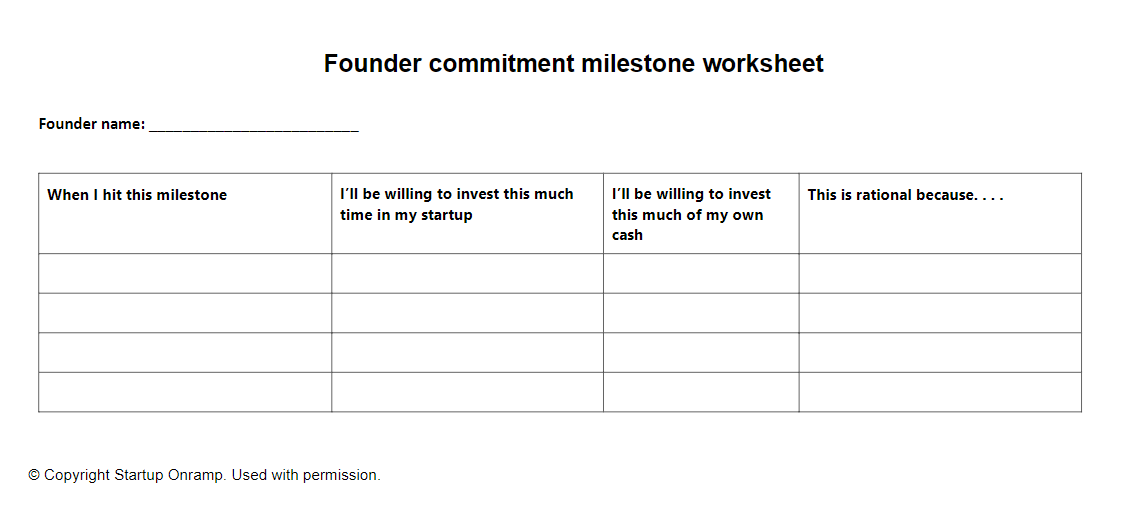 Founder commitment milestone worksheet
Founder name: _________________________
When I hit this milestone
I’ll be willing to invest this much
time in my startup
I’ll be willing to invest
this much of my own
cash
This is rational because. . . .
© Copyright Startup Onramp. Used with permission.